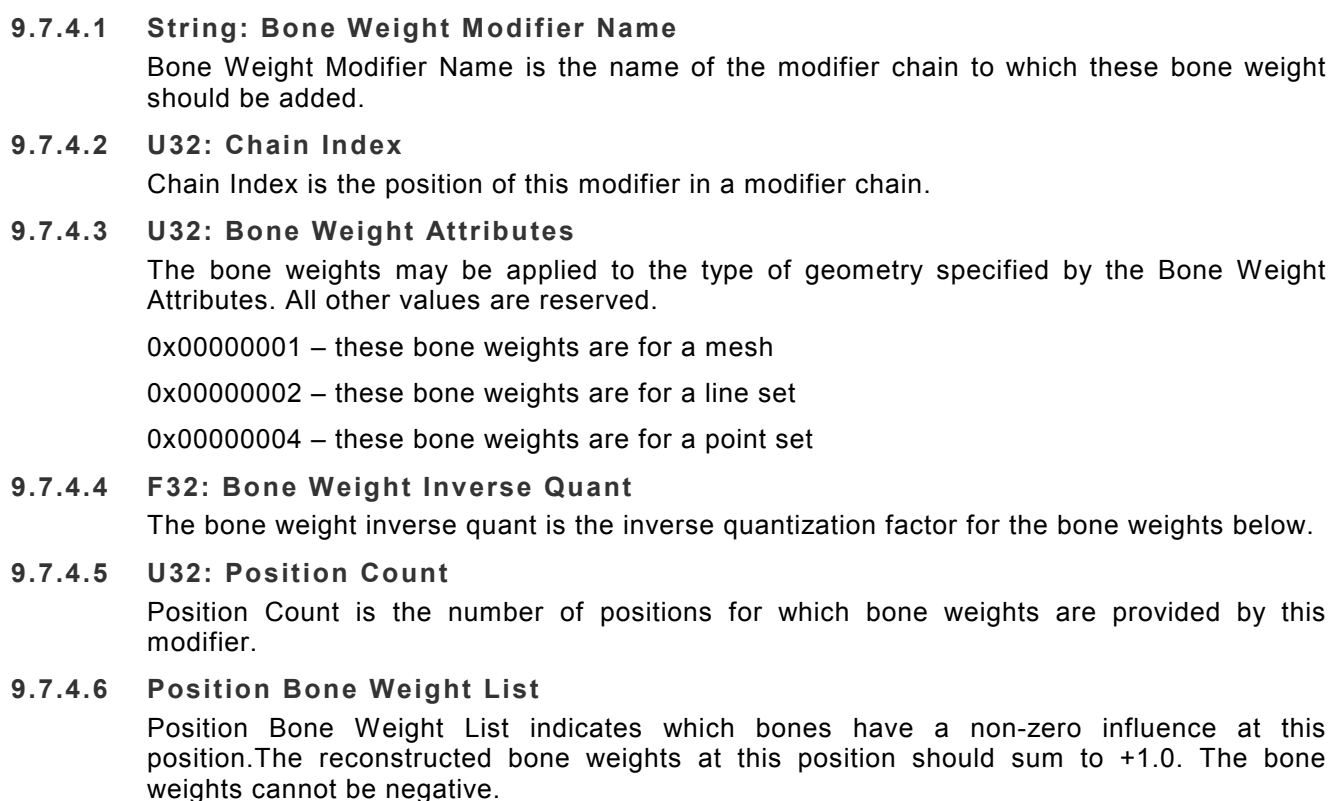 9.7.4.1 String: Bone Weight Modifier Name
Bone Weight Modifier Name is the name of the modifier chain to which these bone weight
should be added.
9.7.4.2 U32: Chain Index
Chain Index is the position of this modifier in a modifier chain.
9.7.4.3 U32: Bone Weight Attributes
The bone weights may be applied to the type of geometry specified by the Bone Weight
Attributes. All other values are reserved.
0x00000001 – these bone weights are for a mesh
0x00000002 – these bone weights are for a line set
0x00000004 – these bone weights are for a point set
9.7.4.4 F32: Bone Weight Inverse Quant
The bone weight inverse quant is the inverse quantization factor for the bone weights below.
9.7.4.5 U32: Position Count
Position Count is the number of positions for which bone weights are provided by this
modifier.
9.7.4.6 Position Bone Weight List
Position Bone Weight List indicates which bones have a non-zero influence at this
position.The reconstructed bone weights at this position should sum to +1.0. The bone
weights cannot be negative.